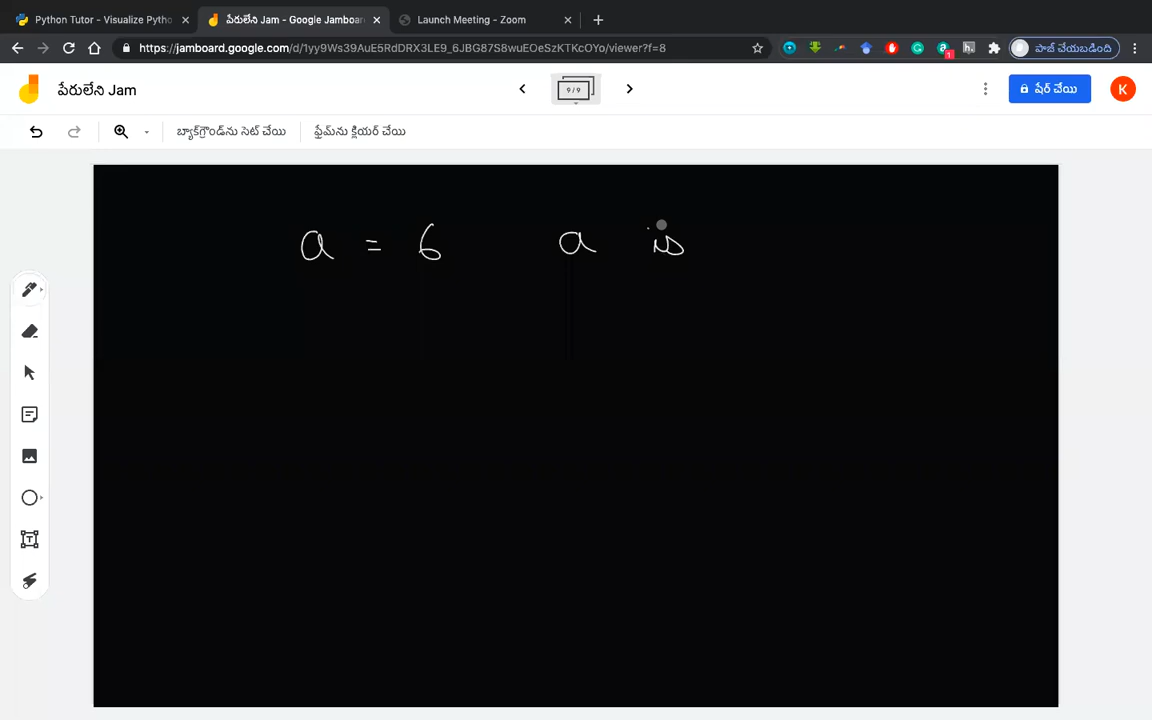 Python Tutor - Visualize Pytho
పేరులేని Jam - Google Jamboar
Launch Meeting - Zoom
https://jamboard.google.com/d/1yy9Ws39AuE5RdDRX3LE9_6JBG87S8wuEOeSzKTKcOYo/viewer?f=8
పాజ్ చేయబడింది
పేరులేని Jam
9 / 9
షేర్ చేయి
K
బ్యాక్‌గ్రౌండ్‌ను సెట్ చేయి
ఫ్రేమ్‌ను క్లియర్ చేయి
a = 6 a is